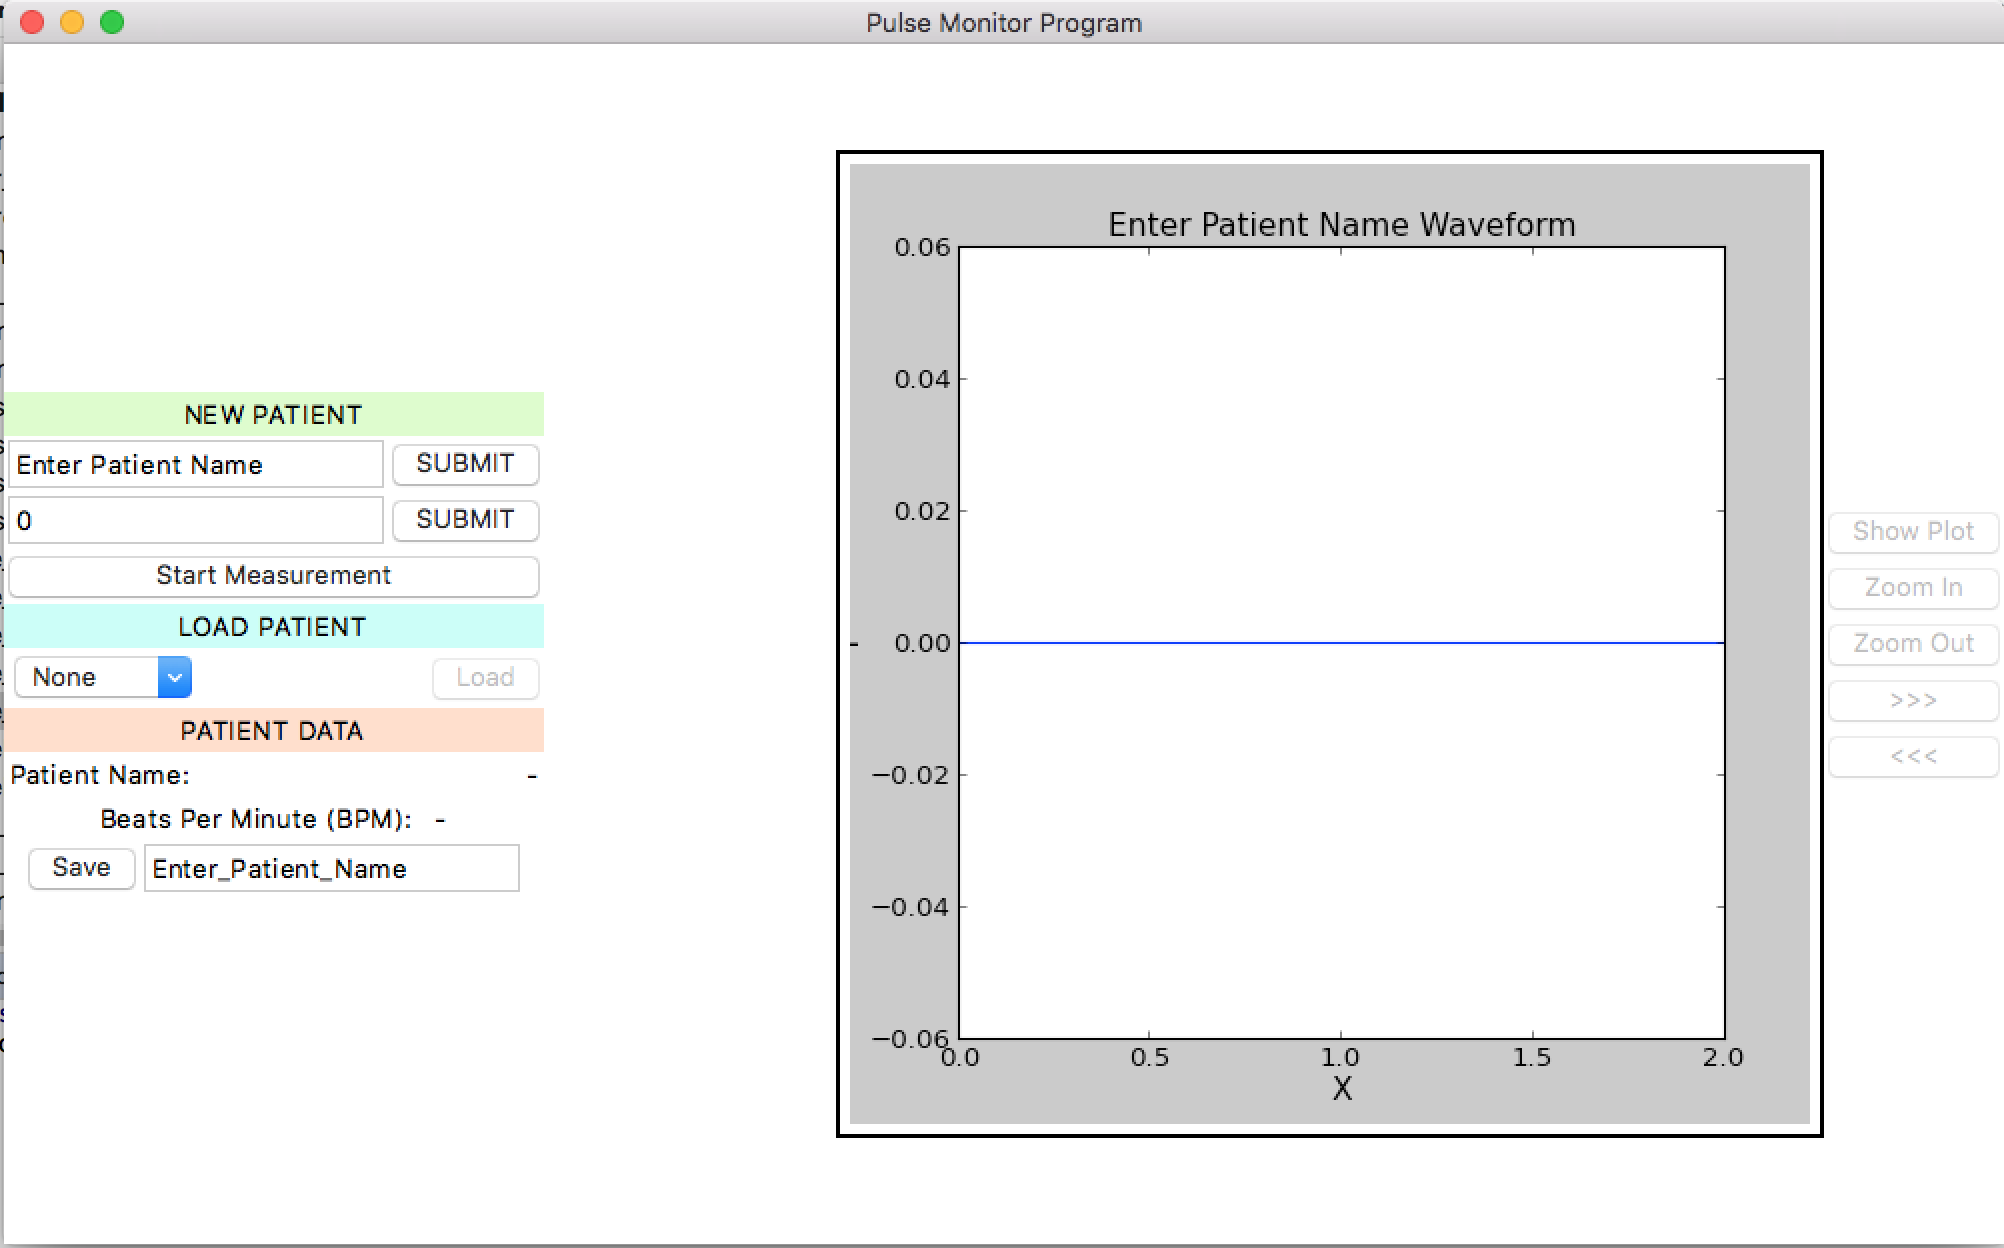 Pulse Monitor Program
NEW PATIENT
Enter Patient Name SUBMIT
0 SUBMIT
Start Measurement
LOAD PATIENT
None Load
PATIENT DATA
Patient Name: -
Beats Per Minute (BPM): -
Save Enter_Patient_Name
Enter Patient Name Waveform
0.06
0.04
0.02
0.00
−0.02
−0.04
−0.06
-
0.0 0.5 1.0 1.5 2.0
X
Show Plot
Zoom In
Zoom Out
>>>
<<<